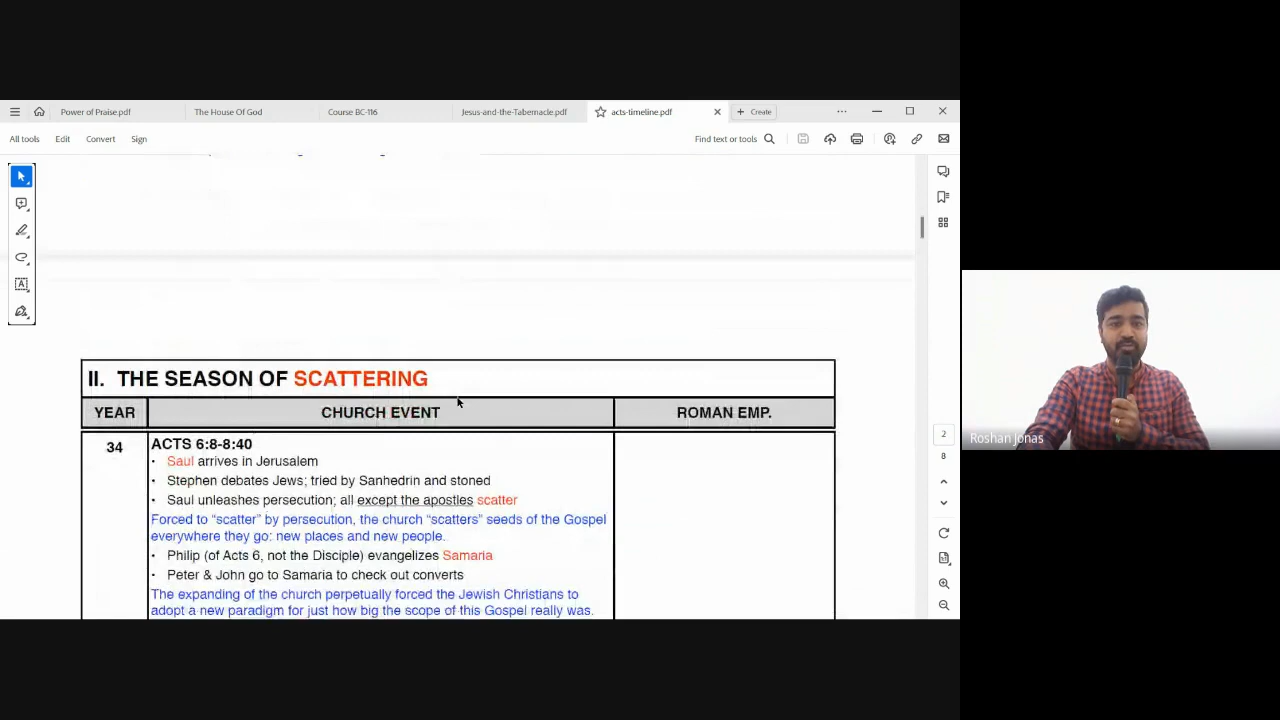 Power of Praise.pdf
The House Of God
Course BC-116
Jesus-and-the-Tabernacle.pdf
acts-timeline.pdf
Create
All tools
Edit
Convert
Sign
Find text or tools
II. THE SEASON OF SCATTERING
YEAR
CHURCH EVENT
ROMAN EMP.
34
ACTS 6:8-8:40
• Saul arrives in Jerusalem
• Stephen debates Jews; tried by Sanhedrin and stoned
• Saul unleashes persecution; all except the apostles scatter
Forced to “scatter” by persecution, the church “scatters” seeds of the Gospel
everywhere they go: new places and new people.
• Philip (of Acts 6, not the Disciple) evangelizes Samaria
• Peter & John go to Samaria to check out converts
The expanding of the church perpetually forced the Jewish Christians to
adopt a new paradigm for just how big the scope of this Gospel really was.
2
8
Roshan Jonas